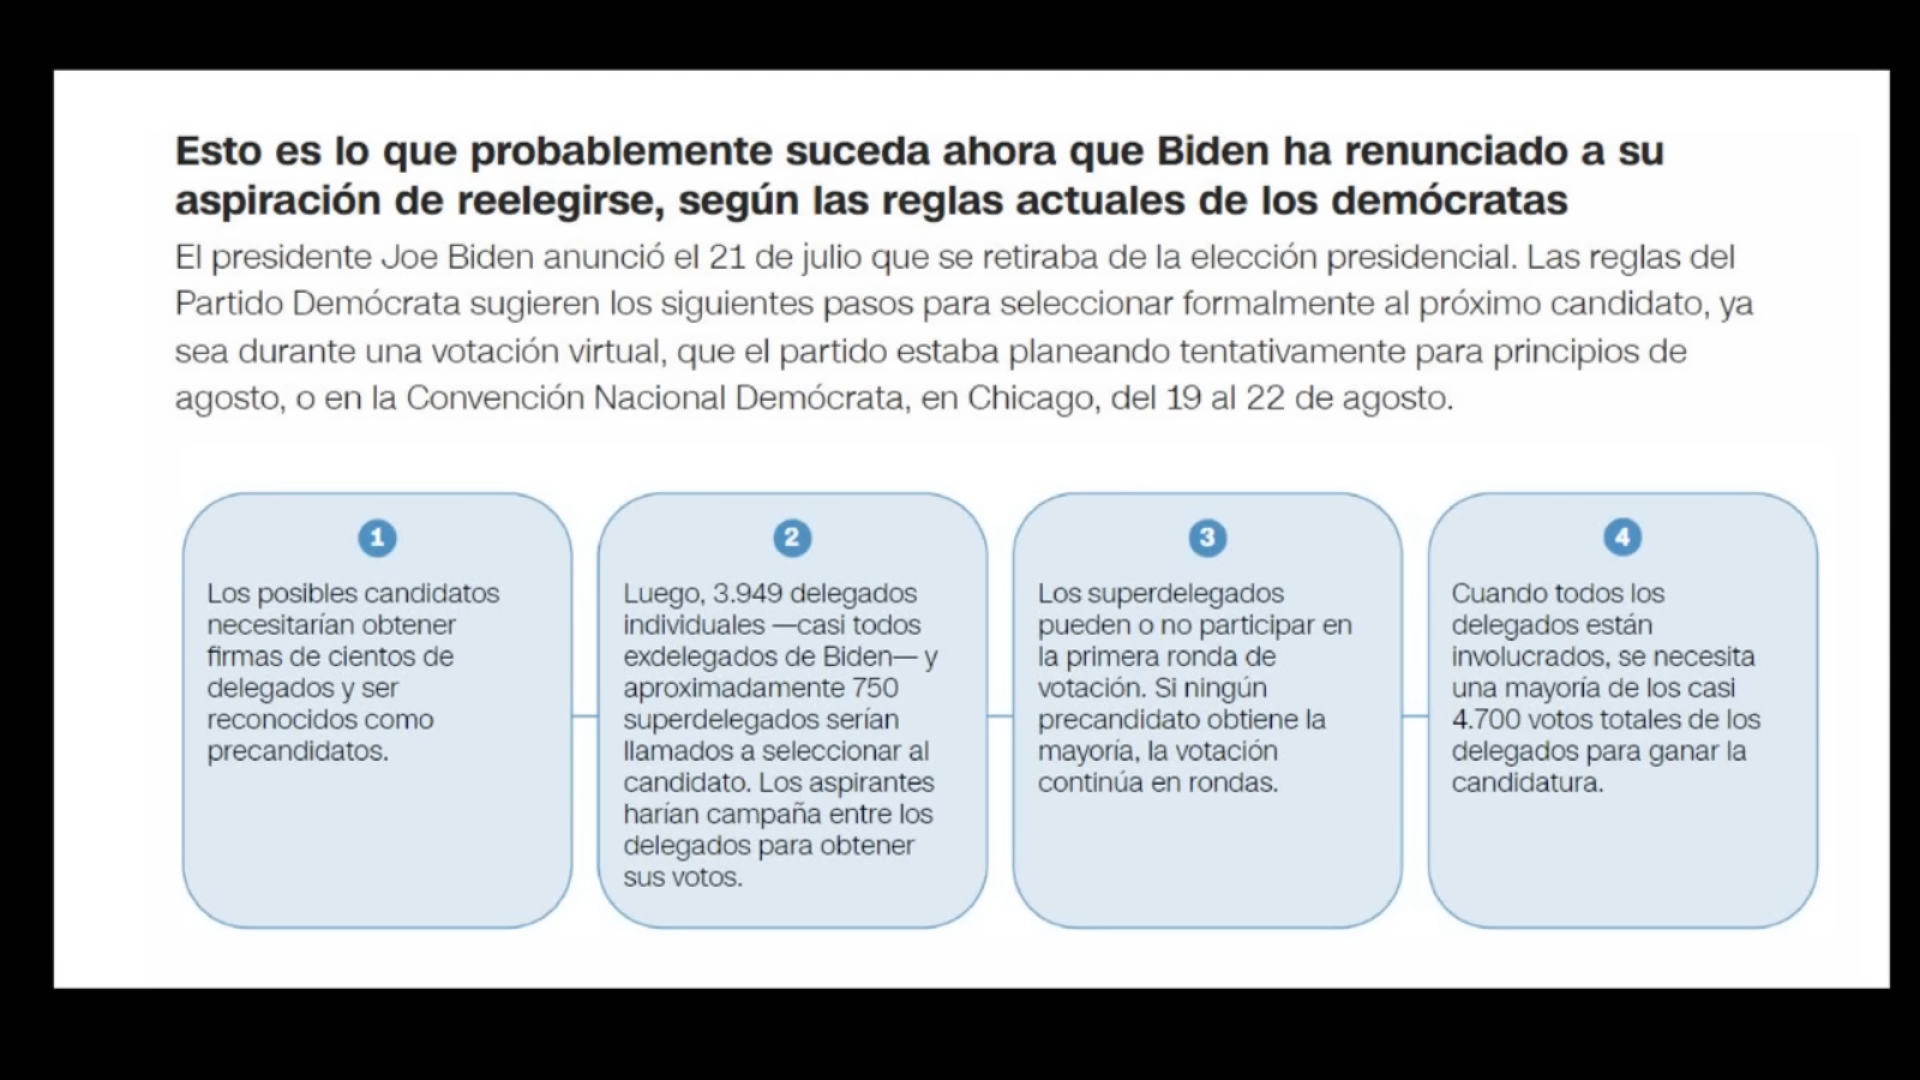 Esto es lo que probablemente suceda ahora que Biden ha renunciado a su
aspiración de reelegirse, según las reglas actuales de los demócratas
El presidente Joe Biden anunció el 21 de julio que se retiraba de la elección presidencial. Las reglas del
Partido Demócrata sugieren los siguientes pasos para seleccionar formalmente al próximo candidato, ya
sea durante una votación virtual, que el partido estaba planeando tentativamente para principios de
agosto, o en la Convención Nacional Demócrata, en Chicago, del 19 al 22 de agosto.
1
Los posibles candidatos
necesitarían obtener
firmas de cientos de
delegados y ser
reconocidos como
precandidatos.
2
Luego, 3.949 delegados
individuales —casi todos
exdelegados de Biden— y
aproximadamente 750
superdelegados serían
llamados a seleccionar al
candidato. Los aspirantes
harían campaña entre los
delegados para obtener
sus votos.
3
Los superdelegados
pueden o no participar en
la primera ronda de
votación. Si ningún
precandidato obtiene la
mayoría, la votación
continúa en rondas.
4
Cuando todos los
delegados están
involucrados, se necesita
una mayoría de los casi
4.700 votos totales de los
delegados para ganar la
candidatura.